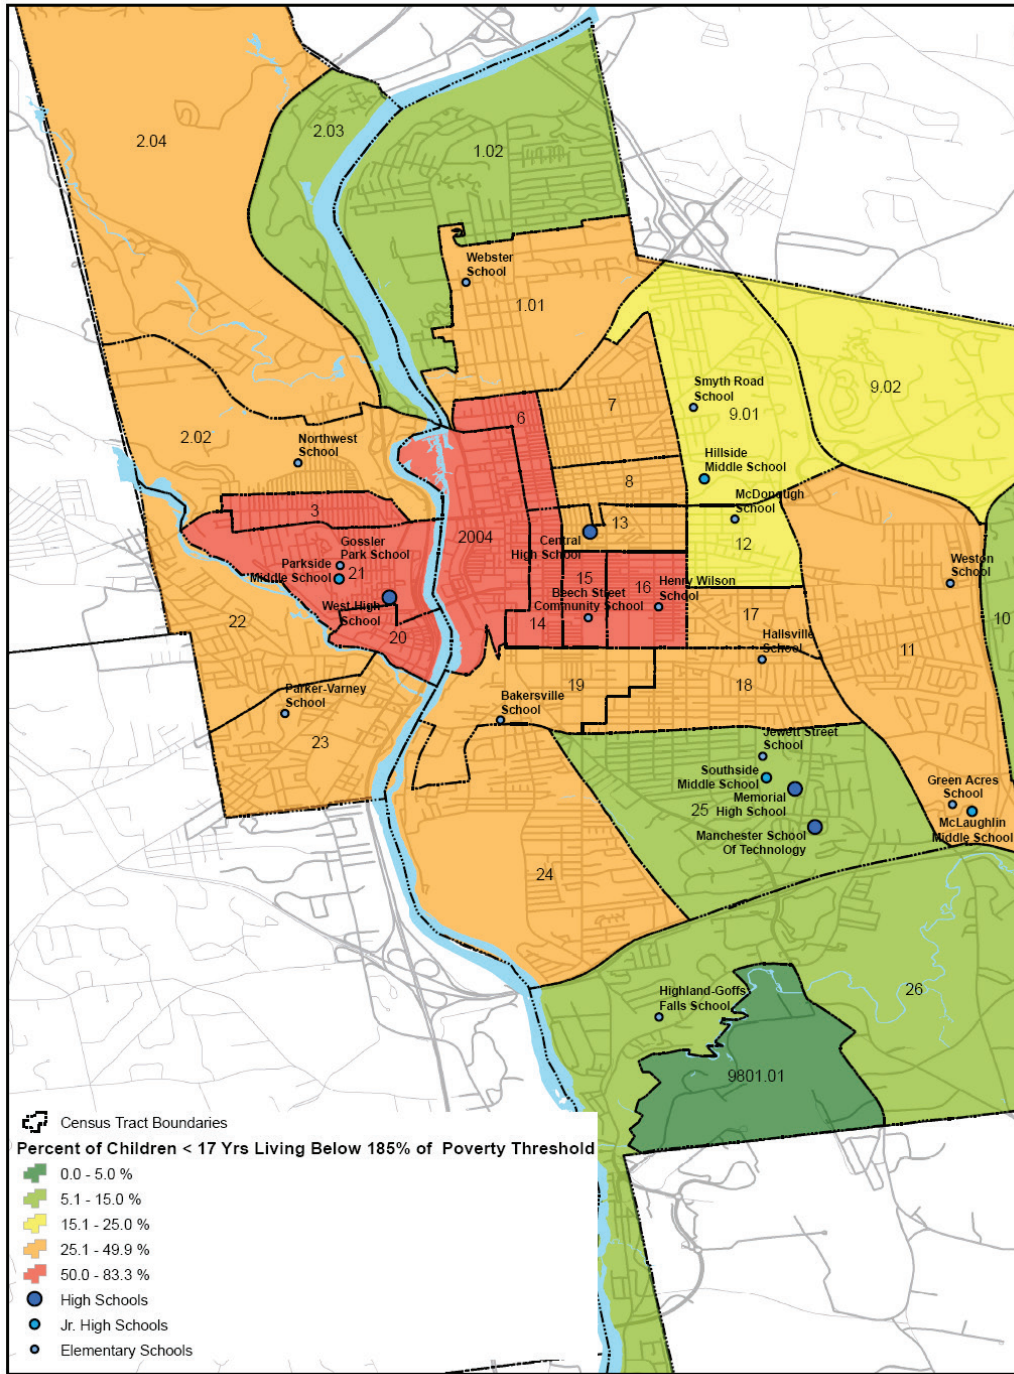 2.04
2.03
1.02
Webster
School
1.01
Smyth Road
School
9.02
9.01
6
7
2.02
Northwest
School
Hillside
Middle School
8
McDonough
School
3
13
2004
Central
High School
12
Gossler
Park School
Parkside
Middle School
21
Weston
School
15
16
Henry Wilson
School
Beech Street
Community School
West High
School
22
20
14
17
10
Hallsville
School
11
19
18
Parker-Varney
School
Bakersville
School
23
Jewett Street
School
Southside
Middle School
Memorial
High School
25
Green Acres
School
McLaughlin
Middle School
Manchester School
Of Technology
24
Highland-Goffs
Falls School
26
9801.01
Census Tract Boundaries
Percent of Children < 17 Yrs Living Below 185% of Poverty Threshold
0.0 - 5.0 %
5.1 - 15.0 %
15.1 - 25.0 %
25.1 - 49.9 %
50.0 - 83.3 %
High Schools
Jr. High Schools
Elementary Schools